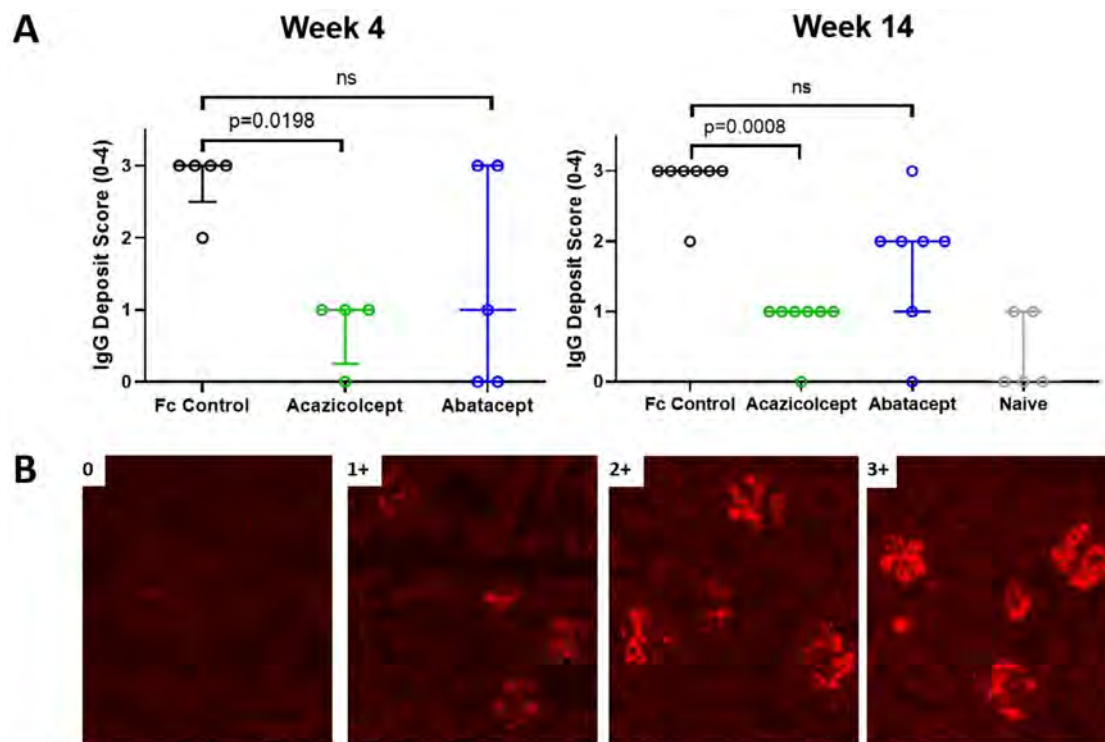 A
Week 4
Week 14
ns
p=0.0198
IgG Deposit Score (0-4)
3
2
1
0
Fc Control Acazicolcept Abatacept
ns
p=0.0008
IgG Deposit Score (0-4)
3
2
1
0
Fc Control Acazicolcept Abatacept Naive
B
0
1+
2+
3+